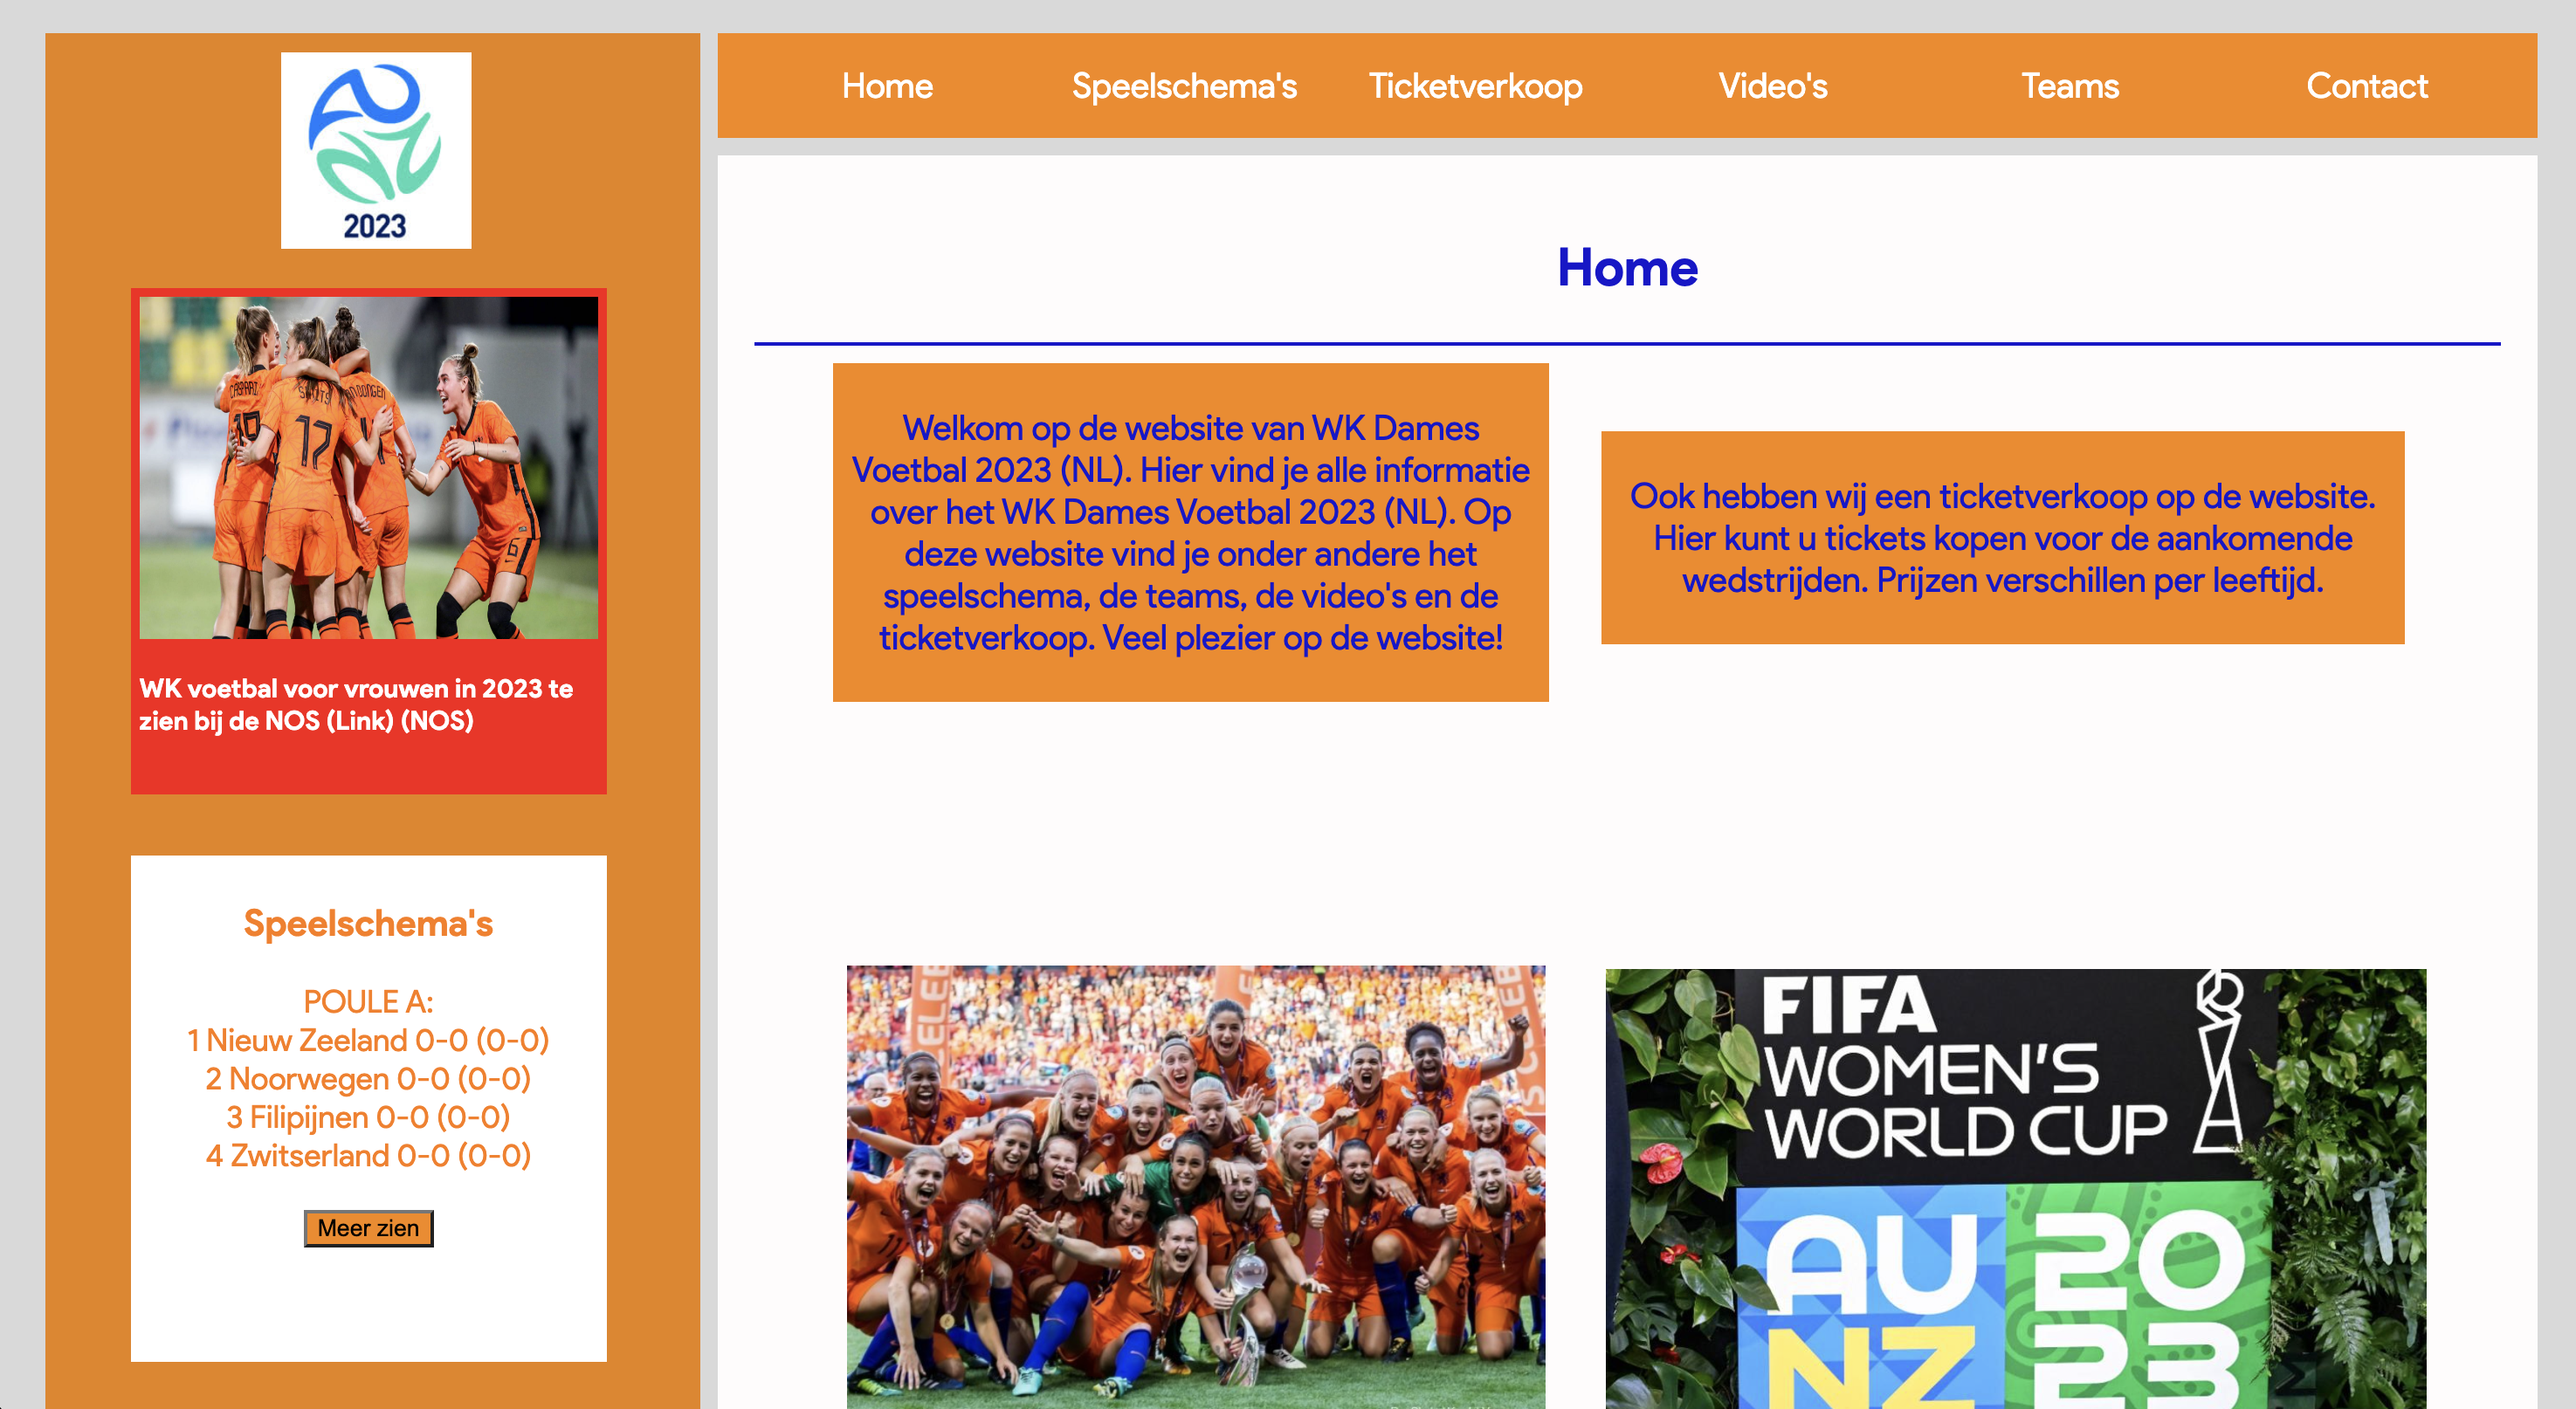 2023
Home
Speelschema's
Ticketverkoop
Video's
Teams
Contact
17
6
WK voetbal voor vrouwen in 2023 te
zien bij de NOS (Link) (NOS)
Speelschema's
POULE A:
1 Nieuw Zeeland 0-0 (0-0)
2 Noorwegen 0-0 (0-0)
3 Filipijnen 0-0 (0-0)
4 Zwitserland 0-0 (0-0)
Meer zien
Home
Welkom op de website van WK Dames
Voetbal 2023 (NL). Hier vind je alle informatie
over het WK Dames Voetbal 2023 (NL). Op
deze website vind je onder andere het
speelschema, de teams, de video's en de
ticketverkoop. Veel plezier op de website!
Ook hebben wij een ticketverkoop op de website.
Hier kunt u tickets kopen voor de aankomende
wedstrijden. Prijzen verschillen per leeftijd.
FIFA
WOMEN'S
WORLD CUP
AU 20
NZ 23